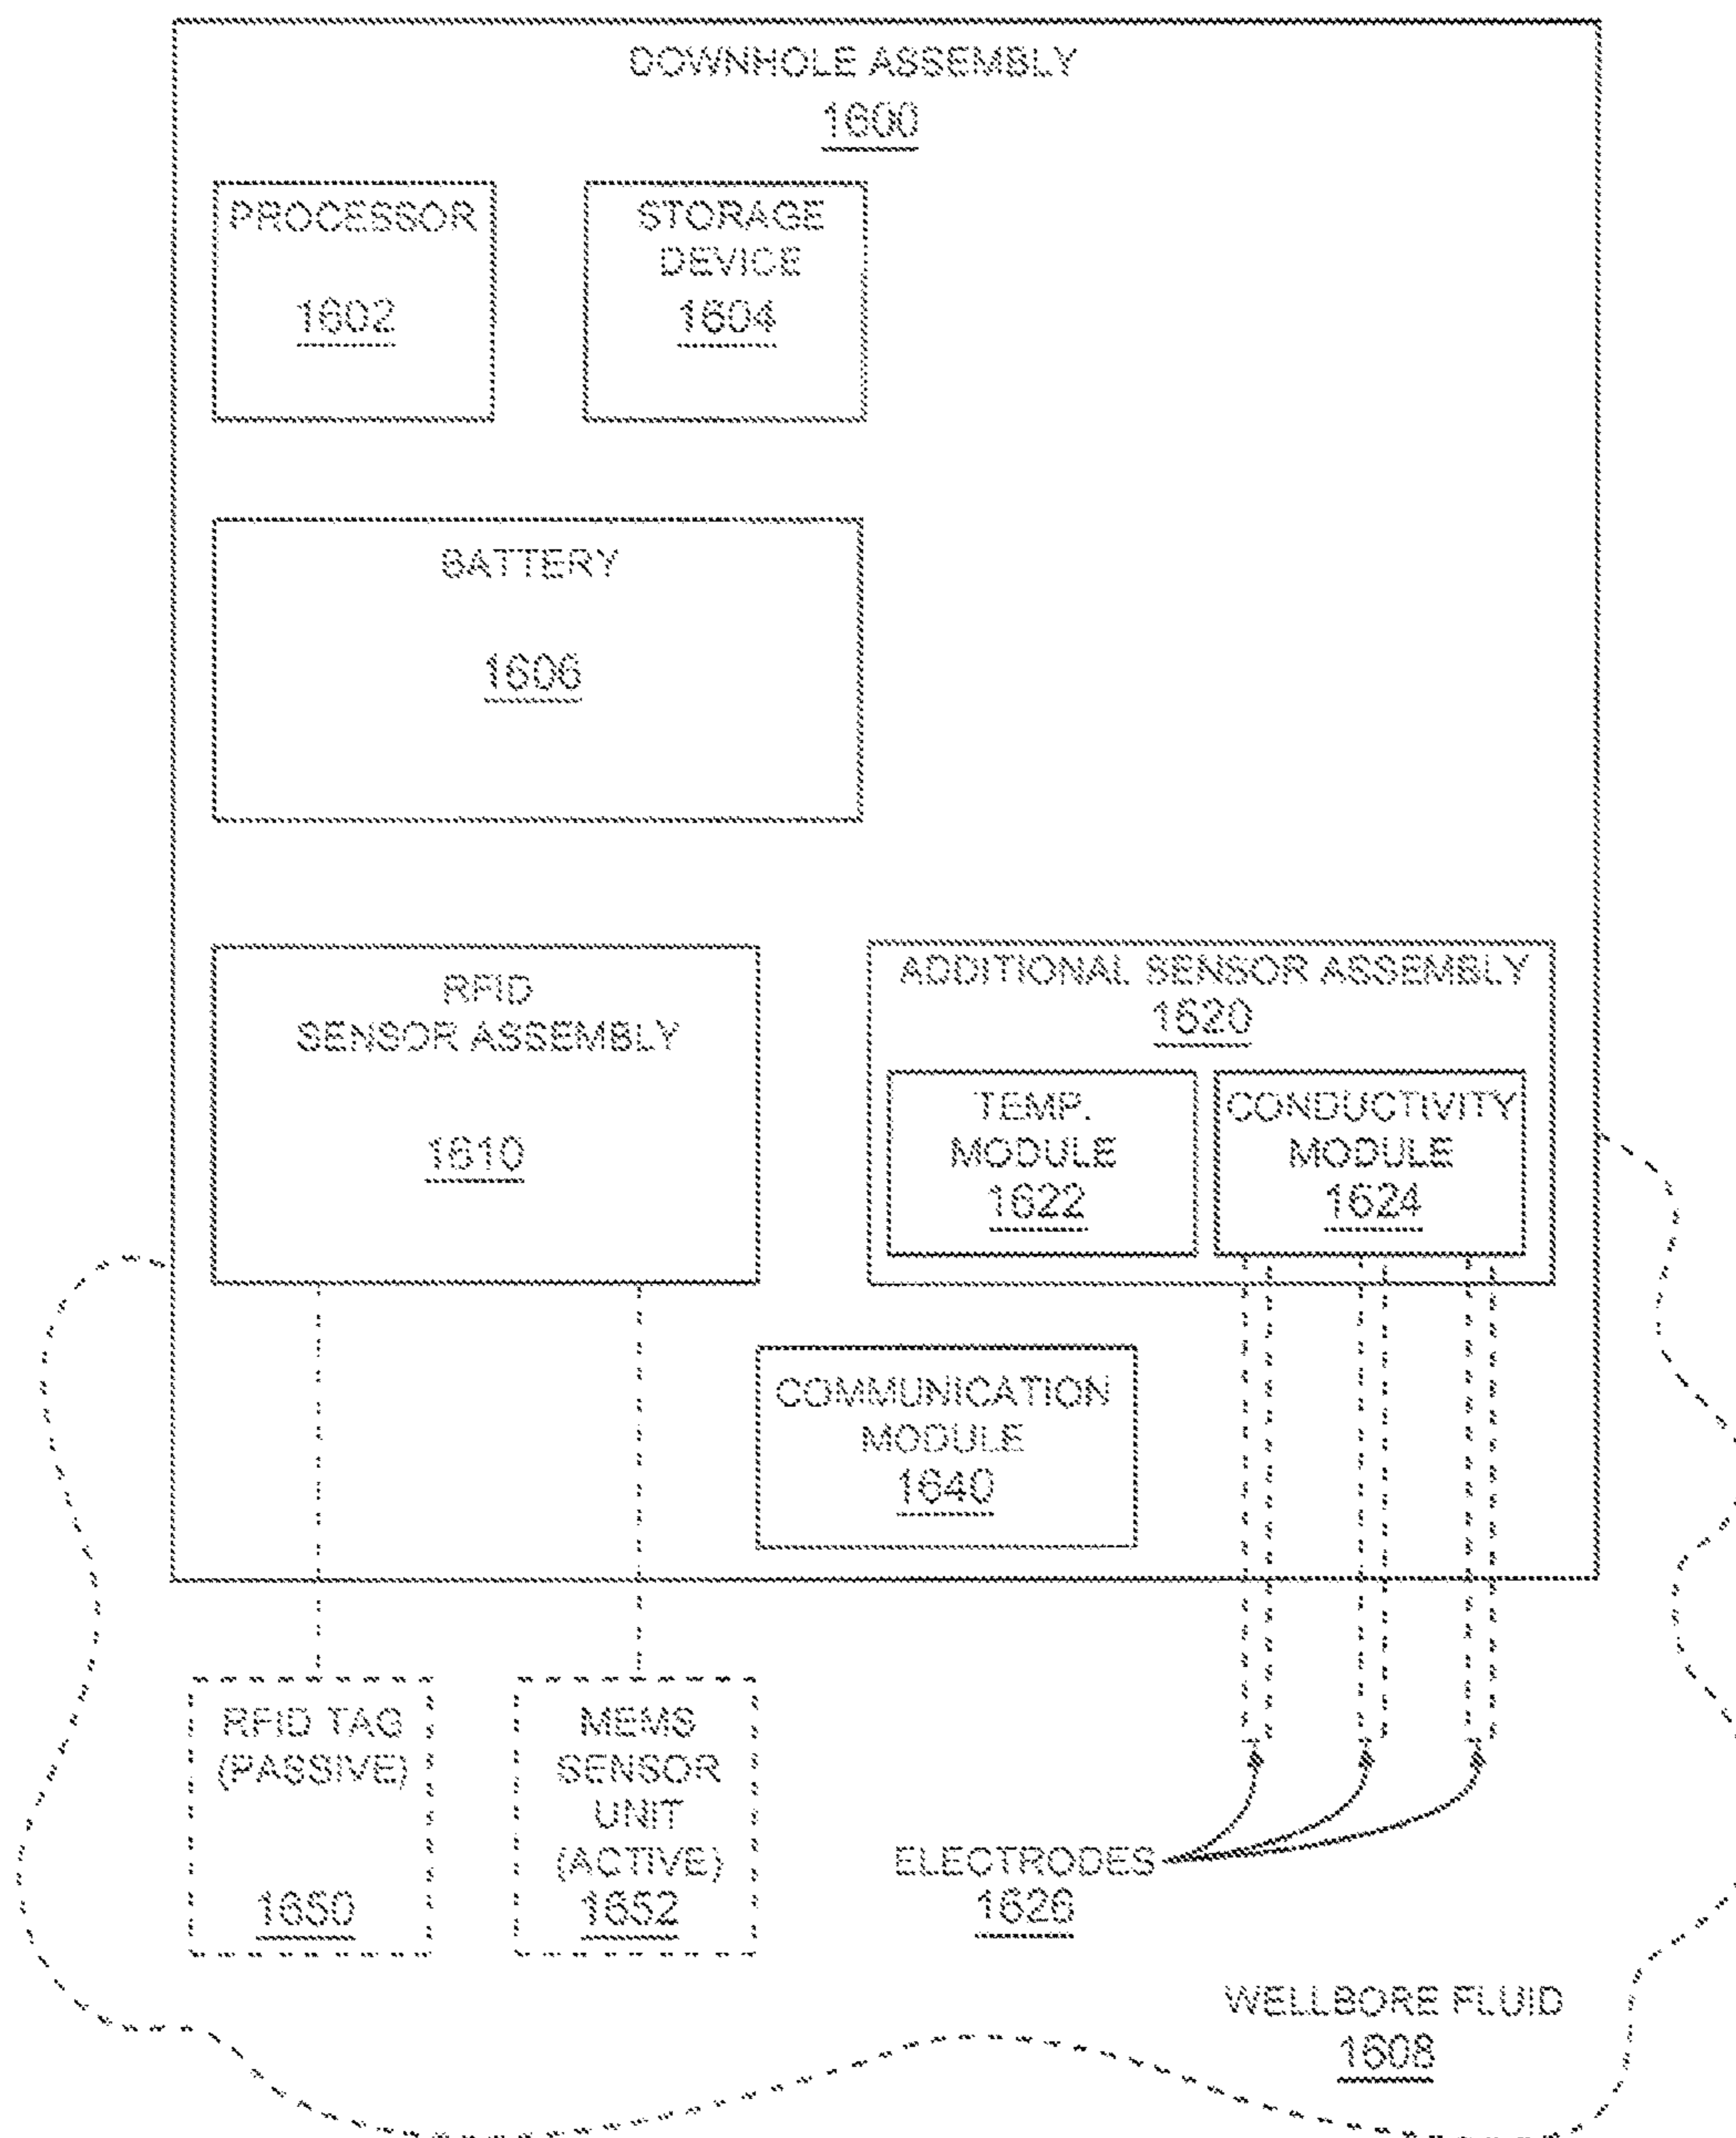 DOWNHOLE ASSEMBLY
1600
PROCESSOR
1602
STORAGE
DEVICE
1604
BATTERY
1606
RFID
SENSOR ASSEMBLY
1610
ADDITIONAL SENSOR ASSEMBLY
1620
TEMP.
MODULE
1622
CONDUCTIVITY
MODULE
1624
COMMUNICATION
MODULE
1640
RFID TAG
(PASSIVE)
1650
MEMS
SENSOR
UNIT
(ACTIVE)
1652
ELECTRODES
1626
WELLBORE FLUID
1608